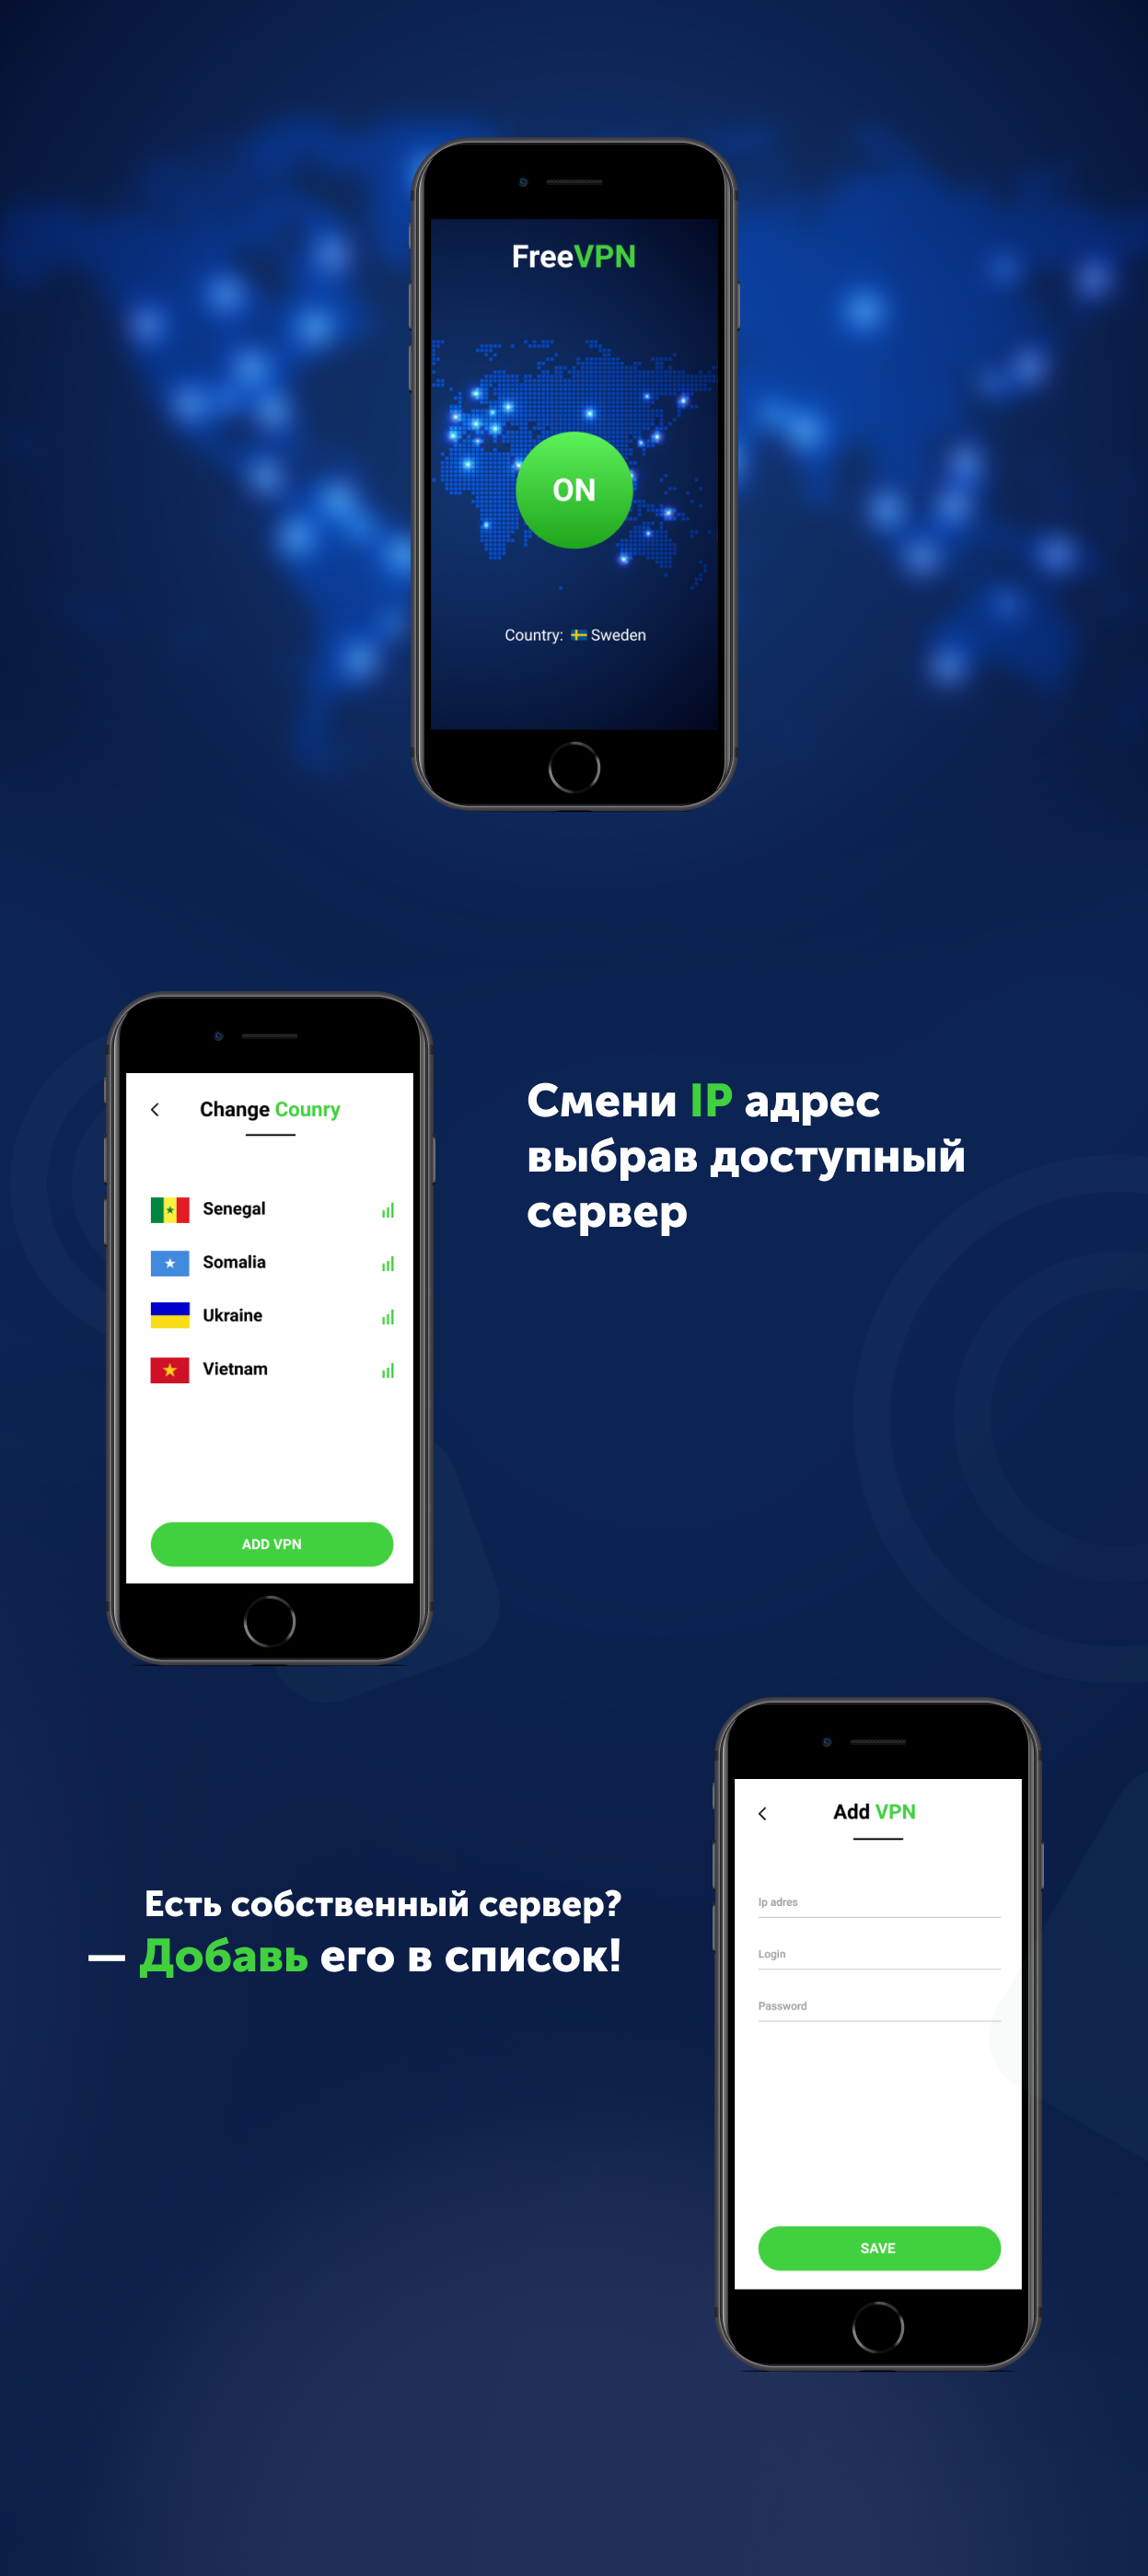 FreeVPN
ON
Country: Sweden
Change Counry
Senegal
Somalia
Ukraine
Vietnam
ADD VPN
Смени IP адрес
выбрав доступный
сервер
Есть собственный сервер?
— Добавь его в список!
Add VPN
Ip adres
Login
Password
SAVE